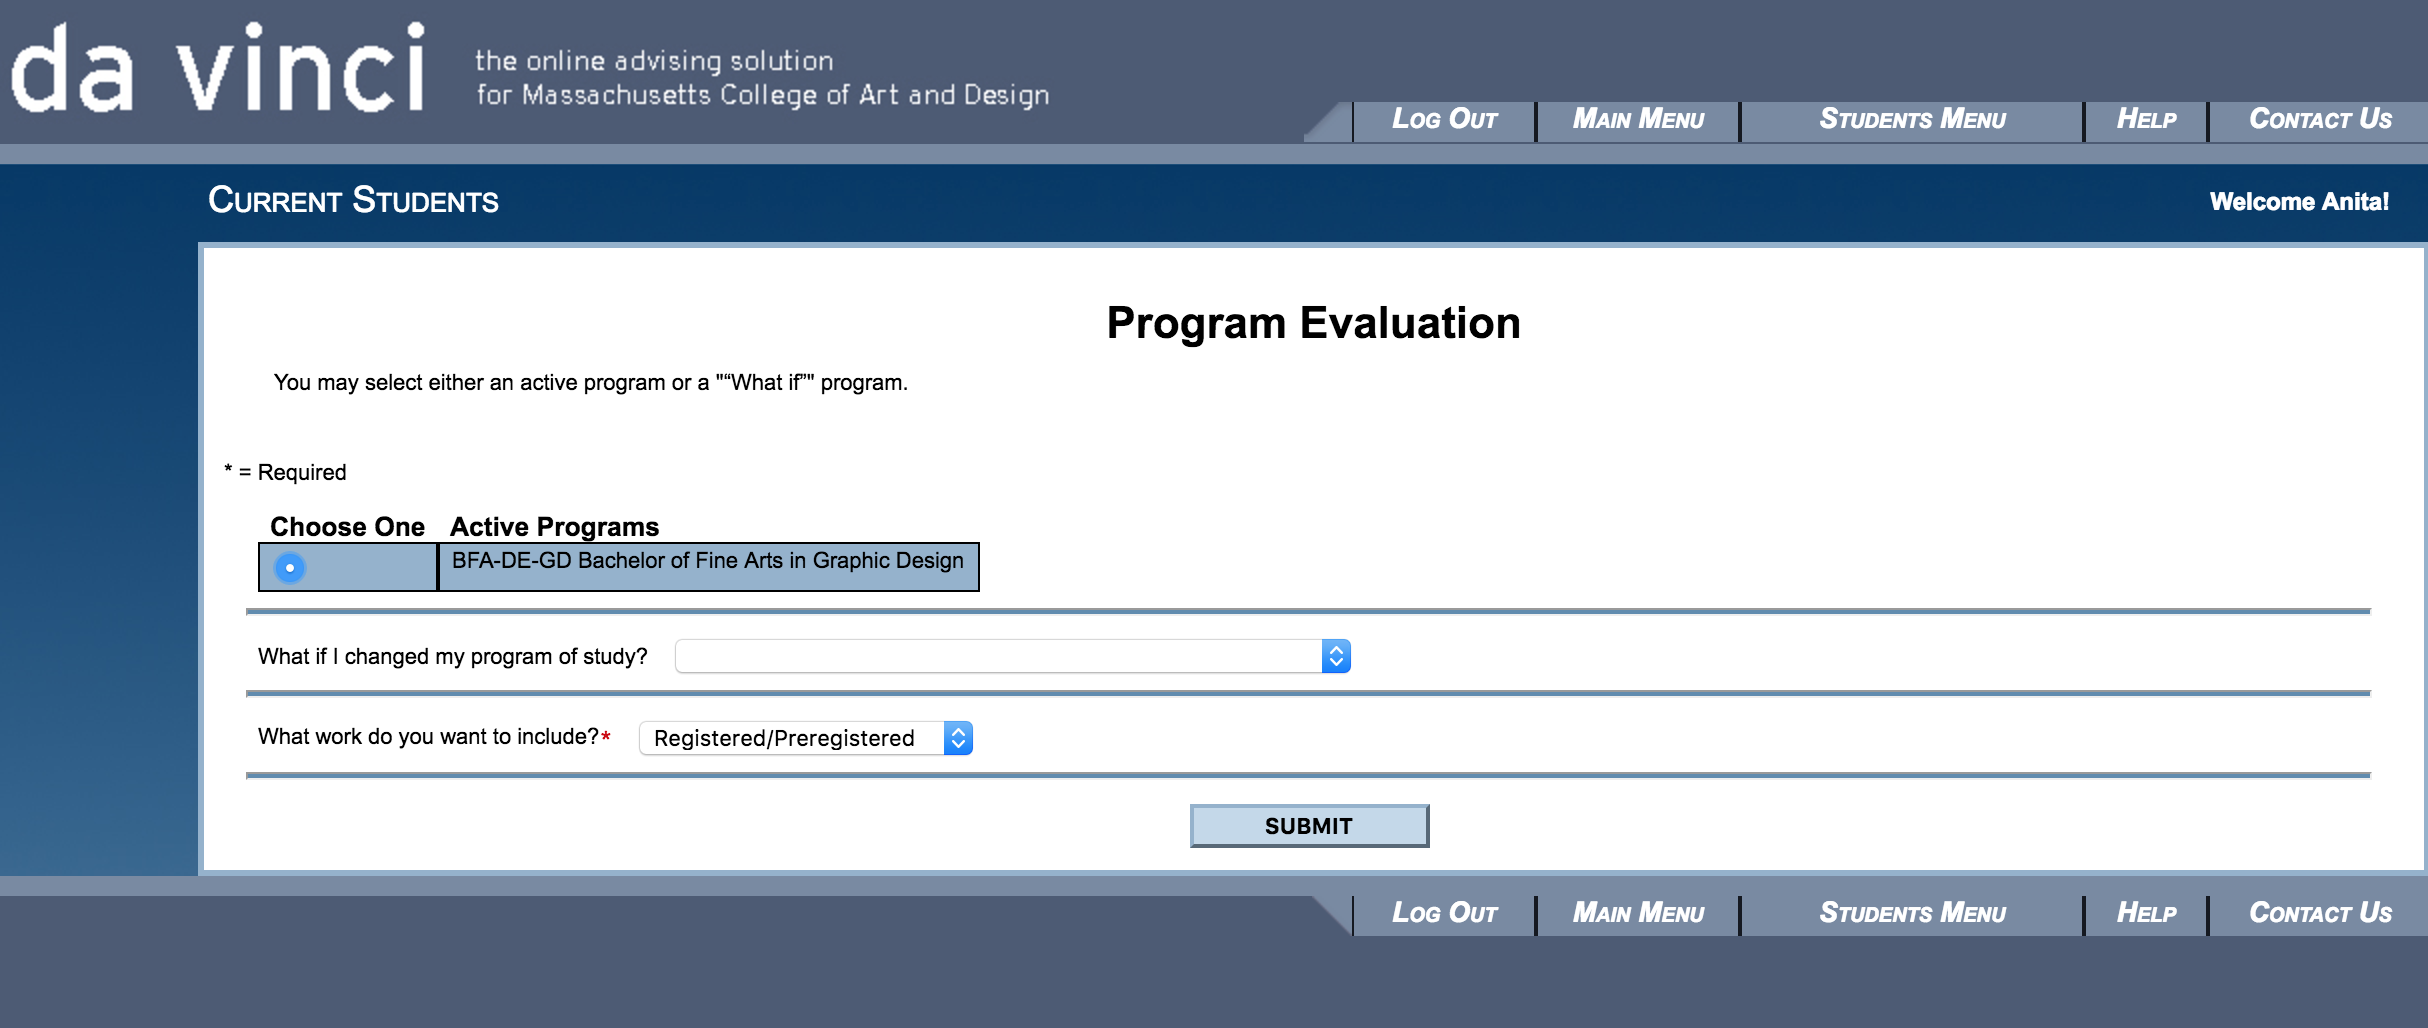 da vinci
the online advising solution
for Massachusetts College of Art and Design
LOG OUT
MAIN MENU
STUDENTS MENU
HELP
CONTACT US
CURRENT STUDENTS
Welcome Anita!
Program Evaluation
You may select either an active program or a "“What if”" program.
* = Required
Choose One
Active Programs
BFA-DE-GD Bachelor of Fine Arts in Graphic Design
What if I changed my program of study?
What work do you want to include?*
Registered/Preregistered
SUBMIT
LOG OUT
MAIN MENU
STUDENTS MENU
HELP
CONTACT US